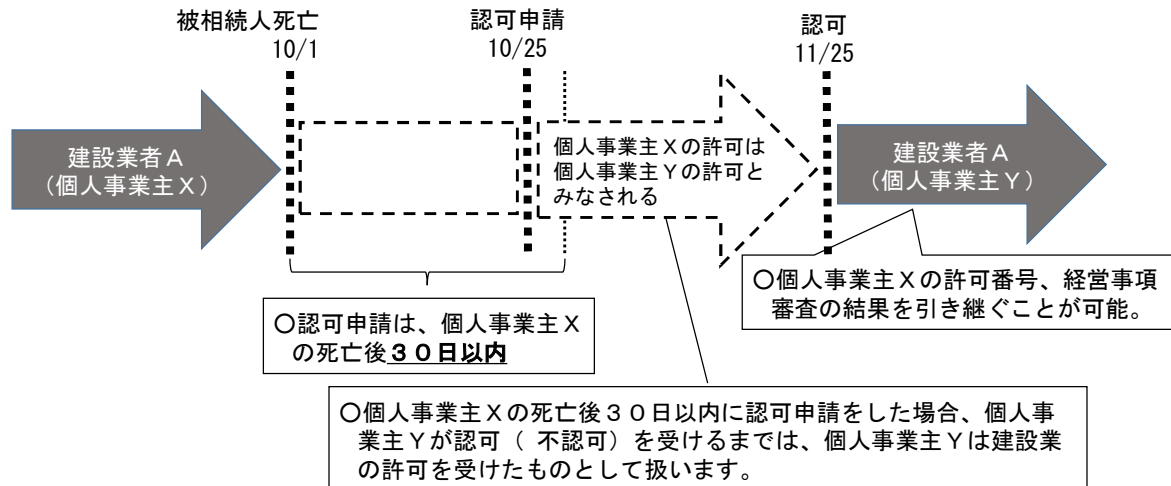 被相続人死亡
10/1
認可申請
10/25
認可
11/25
建設業者A
(個人事業主X)
個人事業主Xの許可は
個人事業主Yの許可と
みなされる
建設業者A
(個人事業主Y)
○個人事業主Xの許可番号、経営事項
審査の結果を引き継ぐことが可能。
○認可申請は、個人事業主X
の死亡後30日以内
○個人事業主Xの死亡後30日以内に認可申請をした場合、個人事
業主Yが認可( 不認可)を受けるまでは、個人事業主Yは建設業
の許可を受けたものとして扱います。